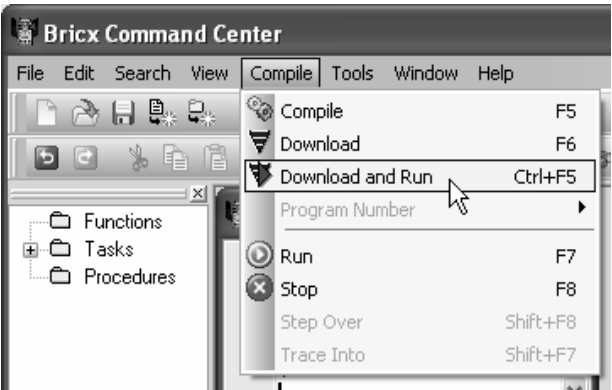 Bricx Command Center
File Edit Search View Compile Tools Window Help
Compile F5
Download F6
Download and Run Ctrl+F5
Program Number
Functions
Tasks
Procedures
Run F7
Stop F8
Step Over Shift+F8
Trace Into Shift+F7